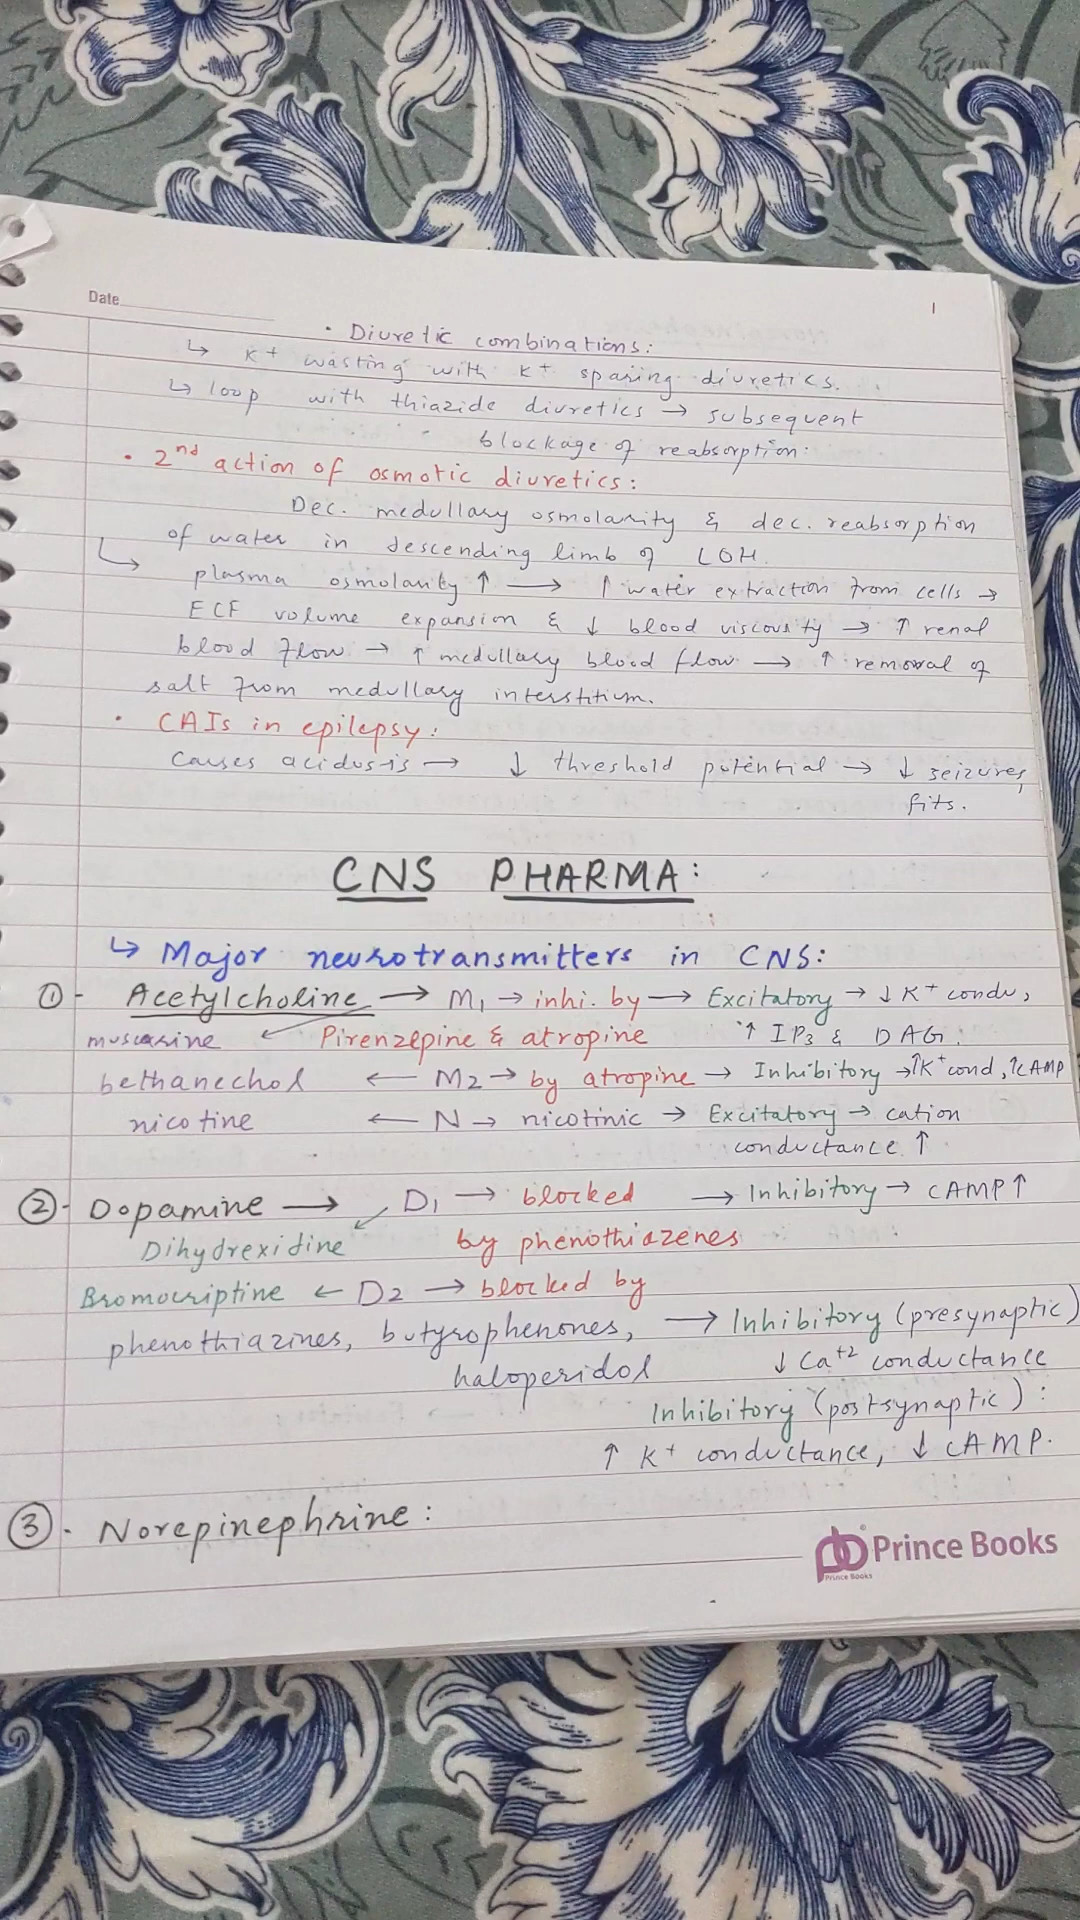 Date
1
• Diuretic combinations:
↳ K+ wasting with K+ sparing diuretics.
↳ loop with thiazide diuretics → subsequent
blockage of reabsorption:
• 2nd action of osmotic diuretics:
Dec. medullary osmolarity & dec. reabsorption
of water in descending limb of LOH.
↳ plasma osmolarity ↑ → ↑ water extraction from cells →
ECF volume expansion & ↓ blood viscousity → ↑ renal
blood flow → ↑ medullary blood flow → ↑ removal of
salt from medullary interstitium.
• CAIs in epilepsy:
Causes acidosis → ↓ threshold potential → ↓ seizures,
fits.
CNS PHARMA:
↳ Major neurotransmitters in CNS:
①- Acetylcholine → M1 → inhi. by → Excitatory → ↓ K+ condu,
muscarine ← Pirenzepine & atropine ↑ IP3 & DAG.
bethanechol ← M2 → by atropine → Inhibitory → ↑K+ cond, ↑cAMP
nicotine ← N → nicotinic → Excitatory → cation
conductance ↑
②- Dopamine → D1 → blocked → Inhibitory → cAMP ↑
Dihydrexidine by phenothiazenes
Bromocriptine ← D2 → blocked by
phenothiazines, butyrophenones, → Inhibitory (presynaptic)
haloperidol ↓ Ca+2 conductance
Inhibitory (postsynaptic):
↑ K+ conductance, ↓ cAMP.
③. Norepinephrine:
pb Prince Books
Prince Books